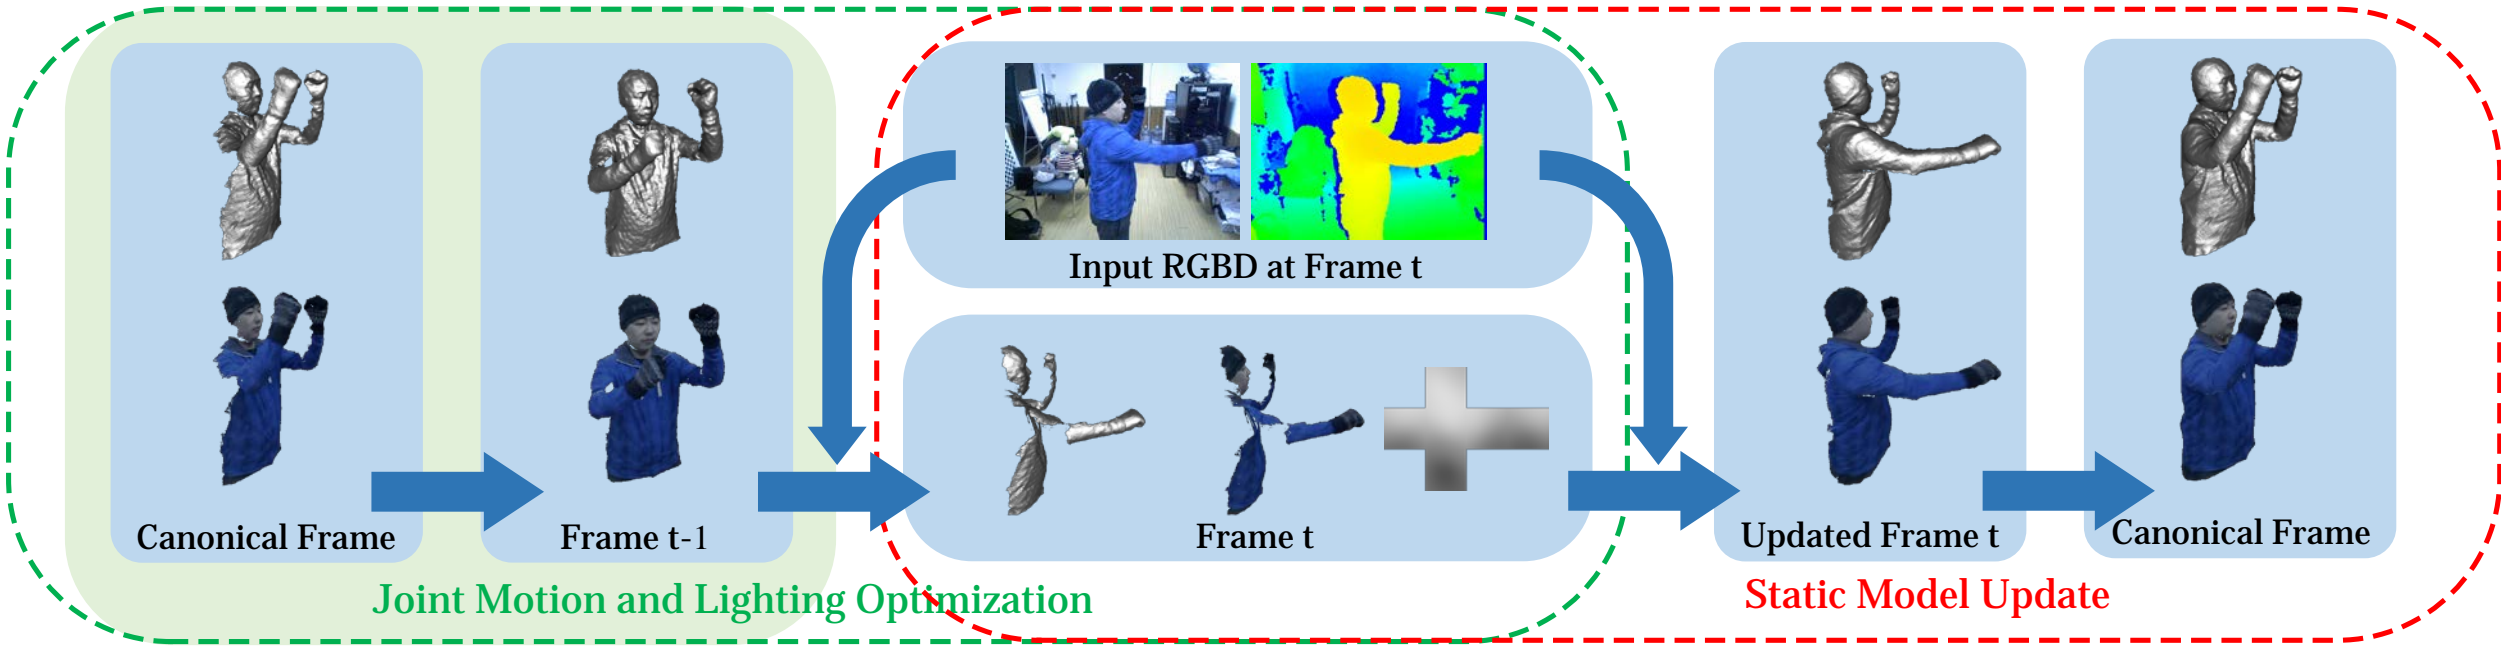 Input RGBD at Frame t
Canonical Frame
Frame t-1
Frame t
Updated Frame t
Canonical Frame
Joint Motion and Lighting Optimization
Static Model Update